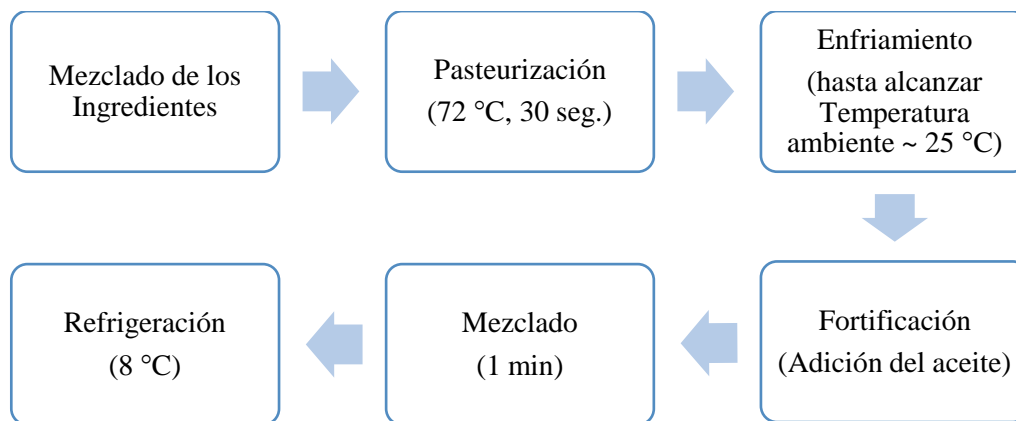 Mezclado de los
Ingredientes
Pasteurización
(72 °C, 30 seg.)
Enfriamiento
(hasta alcanzar
Temperatura
ambiente ~ 25 °C)
Fortificación
(Adición del aceite)
Mezclado
(1 min)
Refrigeración
(8 °C)